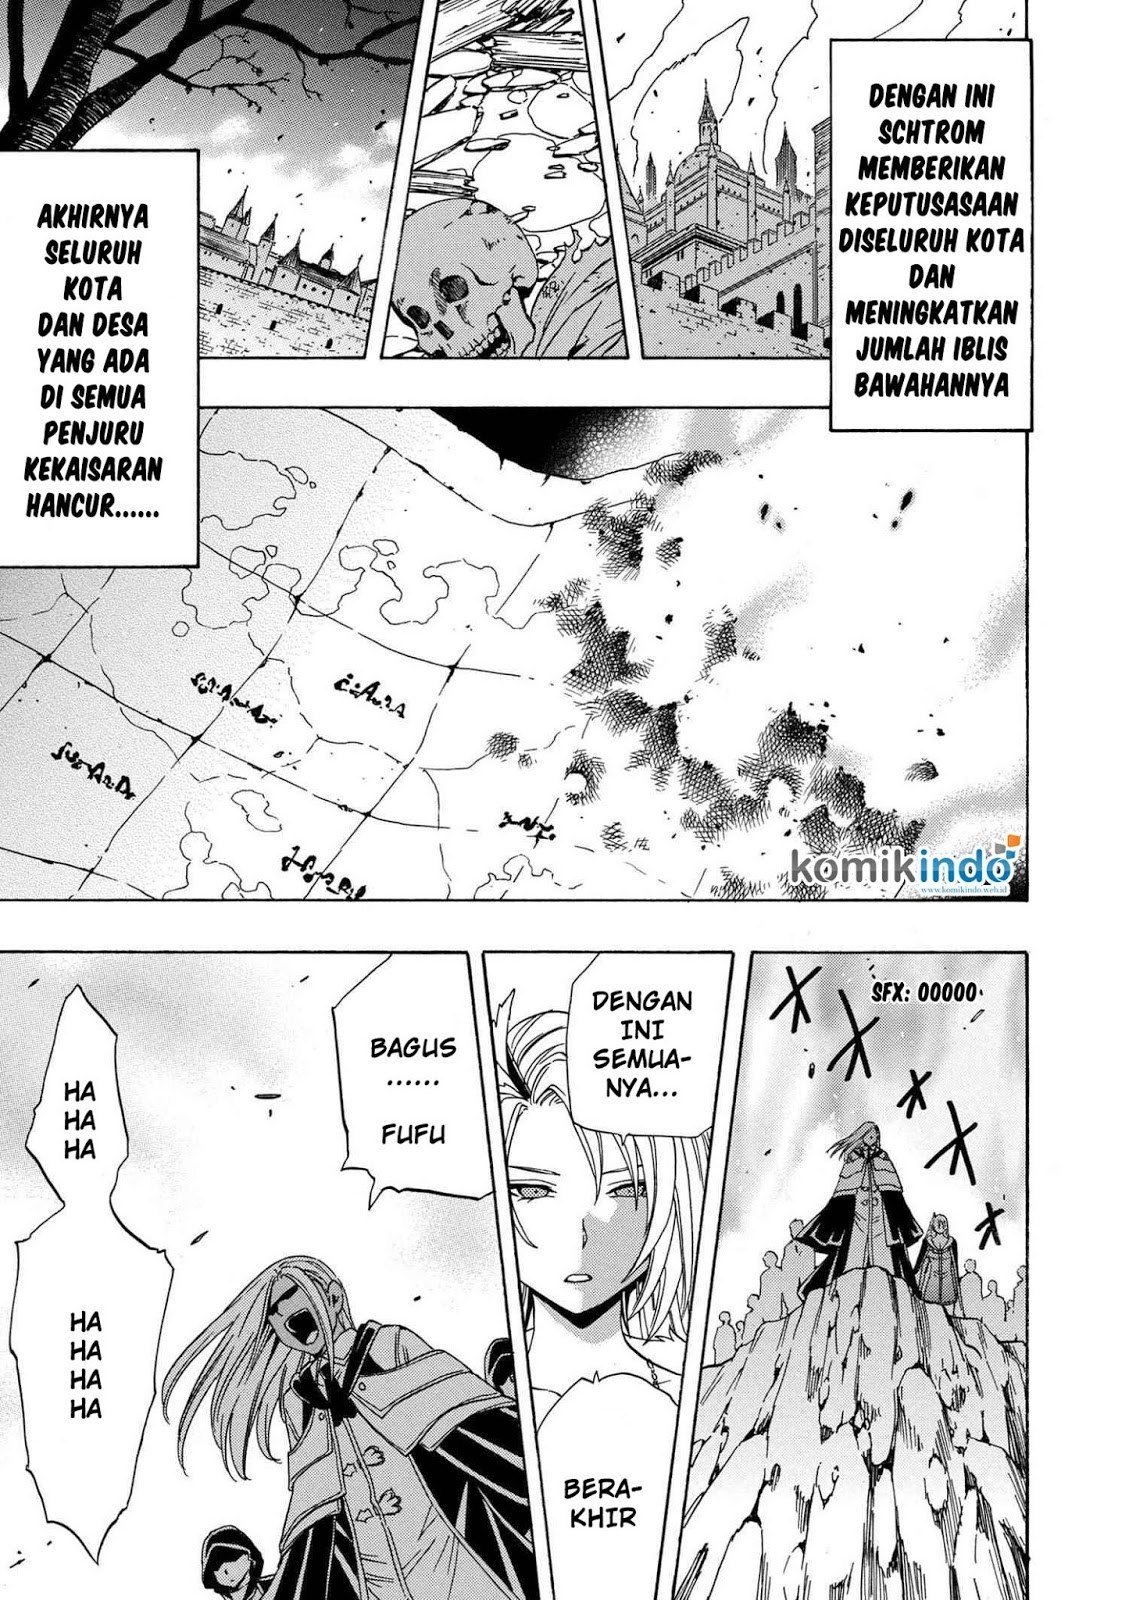 DENGAN INI
SCHTROM
MEMBERIKAN
KEPUTUSASAAN
DISELURUH KOTA
DAN
MENINGKATKAN
JUMLAH IBLIS
BAWAHANNYA
AKHIRNYA
SELURUH
KOTA
DAN DESA
YANG ADA
DI SEMUA
PENJURU
KEKAISARAN
HANCUR......
komikindo
www.komikindo.web.id
SFX: OOOOO
DENGAN
INI
SEMUA-
NYA...
BERA-
KHIR
BAGUS
......
FUFU
HA
HA
HA
HA
HA
HA
HA